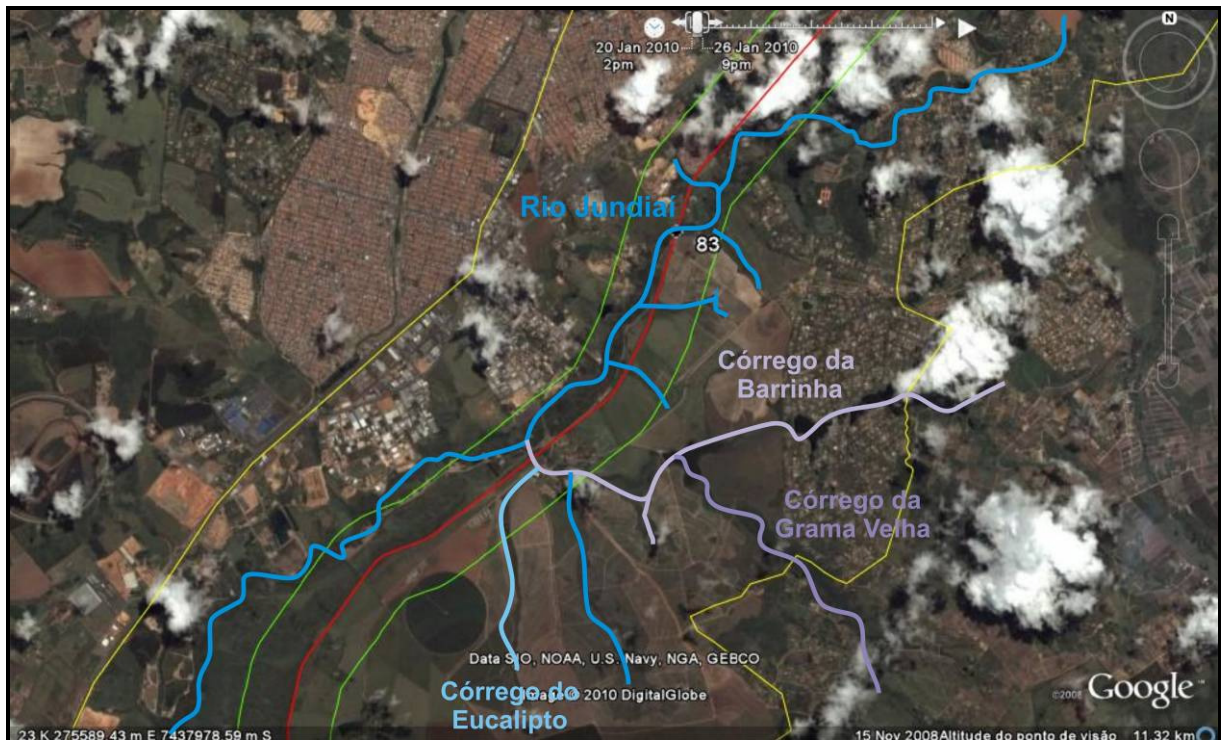 N
20 Jan 2010
2pm
26 Jan 2010
9pm
Rio Jundiaí
83
Córrego da
Barrinha
Córrego da
Grama Velha
Data SIO, NOAA, U.S. Navy, NGA, GEBCO
Image © 2010 DigitalGlobe
Córrego do
Eucalipto
©2008 Google™
23 K 275589.43 m E 7437978.59 m S
15 Nov 2008 Altitude do ponto de visão 11.32 km